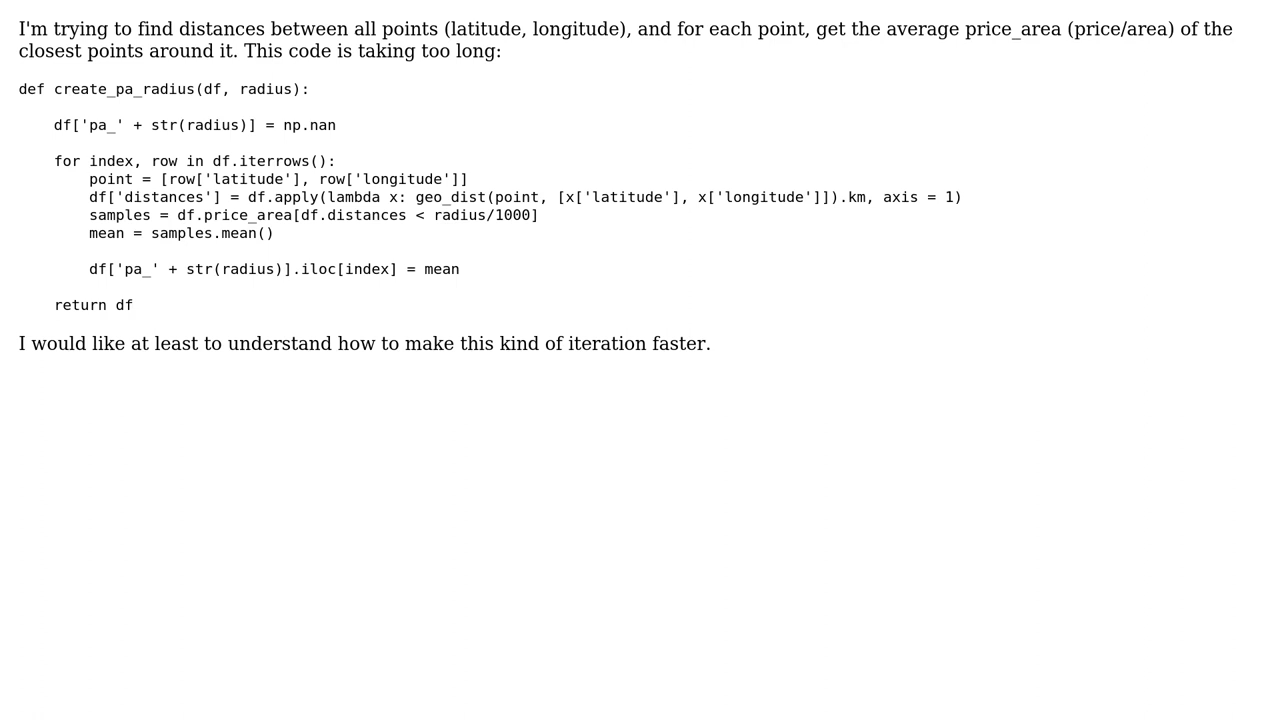 I'm trying to find distances between all points (latitude, longitude), and for each point, get the average price_area (price/area) of the
closest points around it. This code is taking too long:
def create_pa_radius(df, radius):
    df['pa_' + str(radius)] = np.nan
    for index, row in df.iterrows():
        point = [row['latitude'], row['longitude']]
        df['distances'] = df.apply(lambda x: geo_dist(point, [x['latitude'], x['longitude']]).km, axis = 1)
        samples = df.price_area[df.distances < radius/1000]
        mean = samples.mean()
        df['pa_' + str(radius)].iloc[index] = mean
    return df
I would like at least to understand how to make this kind of iteration faster.